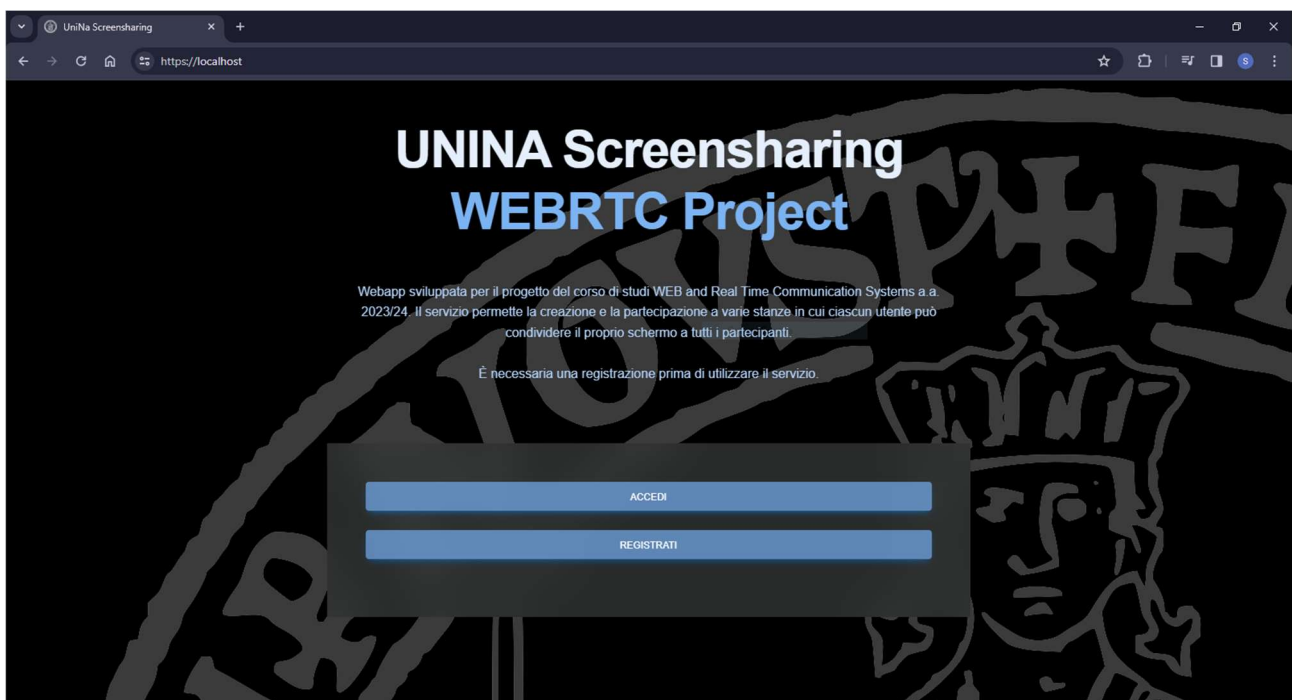 UniNa Screensharing
https://localhost
S
UNINA Screensharing
WEBRTC Project
Webapp sviluppata per il progetto del corso di studi WEB and Real Time Communication Systems a.a.
2023/24. Il servizio permette la creazione e la partecipazione a varie stanze in cui ciascun utente può
condividere il proprio schermo a tutti i partecipanti.
È necessaria una registrazione prima di utilizzare il servizio.
ACCEDI
REGISTRATI